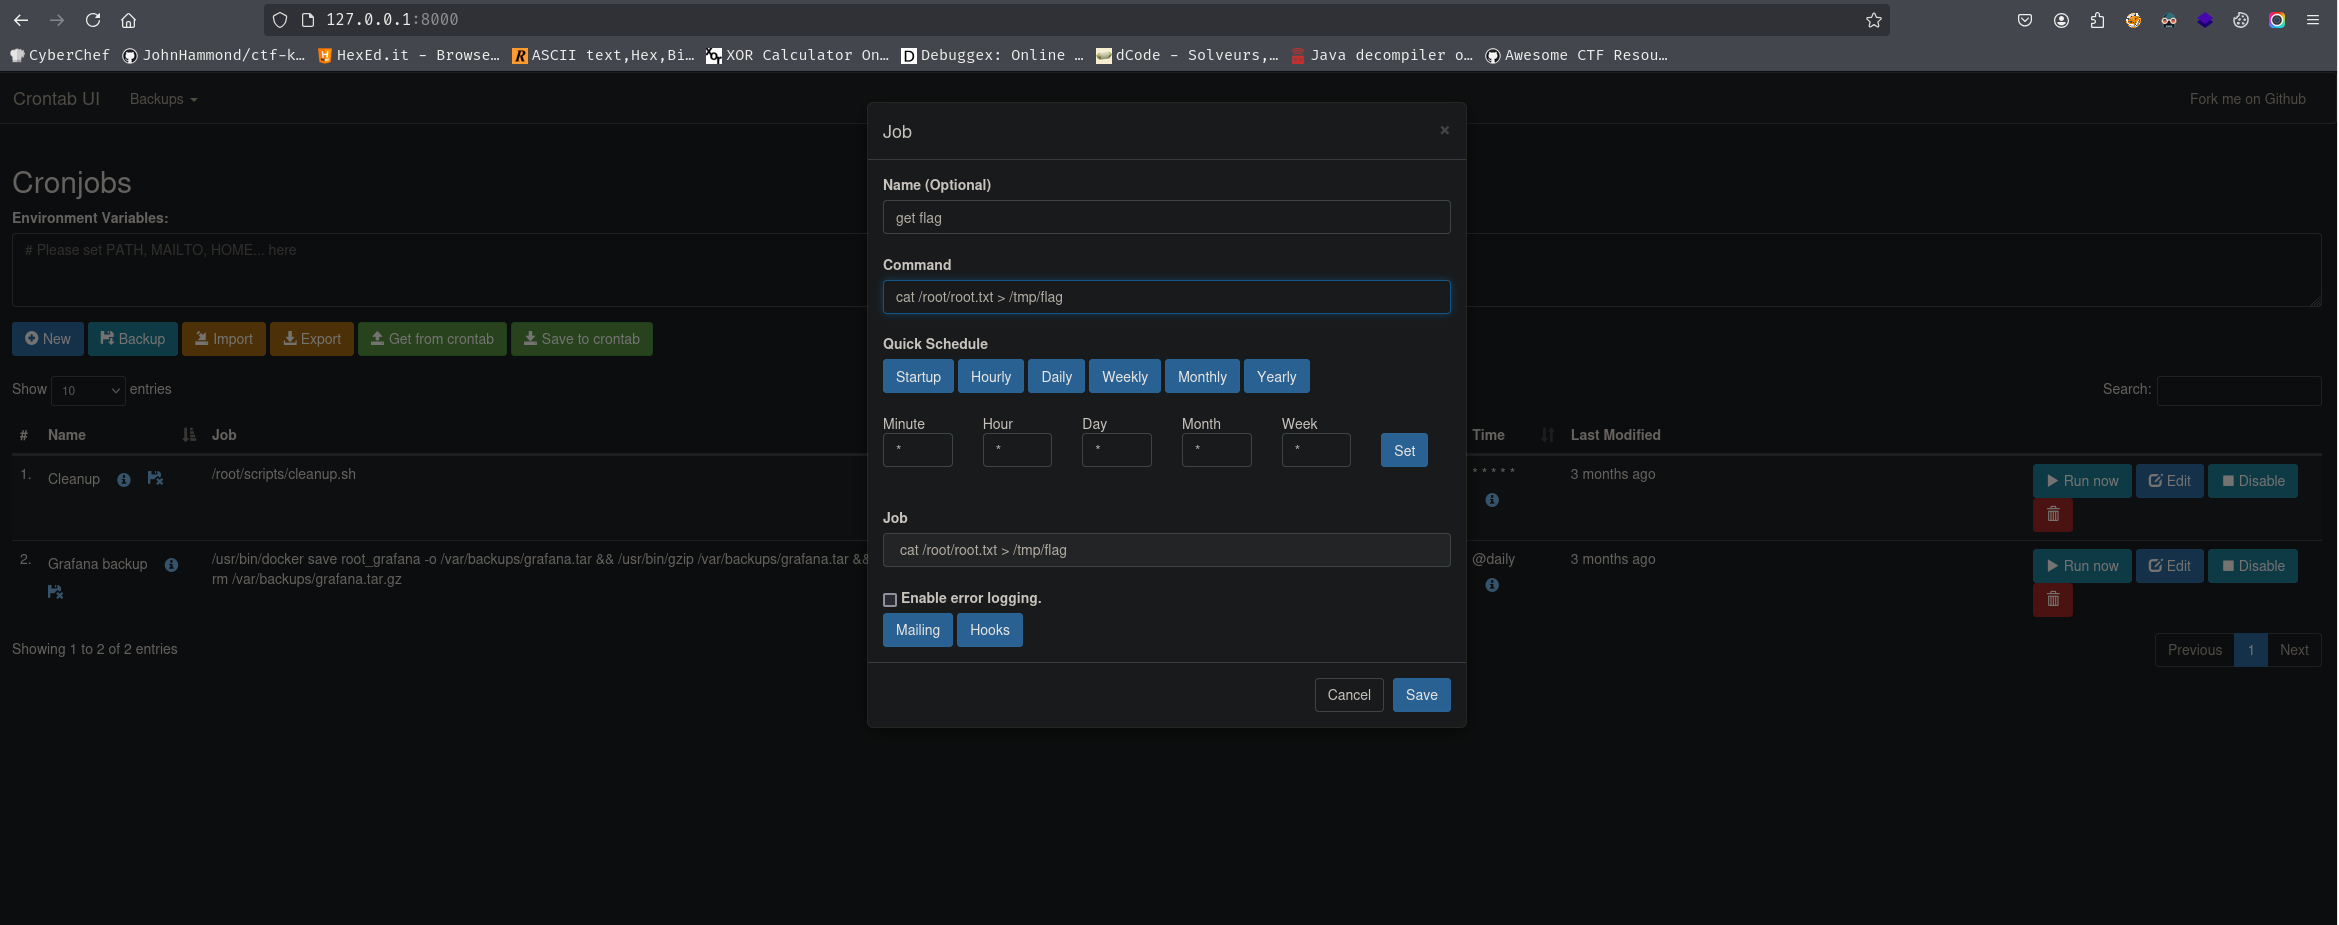 127.0.0.1:8000
CyberChef JohnHammond/ctf-k… HexEd.it - Browse… ASCII text,Hex,Bi… XOR Calculator On… Debuggex: Online … dCode - Solveurs,… Java decompiler o… Awesome CTF Resou…
Crontab UI Backups Fork me on Github
Cronjobs
Environment Variables:
# Please set PATH, MAILTO, HOME... here
New Backup Import Export Get from crontab Save to crontab
Show 10 entries Search:
# Name Job Time Last Modified
1. Cleanup /root/scripts/cleanup.sh * * * * * 3 months ago Run now Edit Disable
2. Grafana backup /usr/bin/docker save root_grafana -o /var/backups/grafana.tar && /usr/bin/gzip /var/backups/grafana.tar && @daily 3 months ago Run now Edit Disable
rm /var/backups/grafana.tar.gz
Showing 1 to 2 of 2 entries Previous 1 Next
Job ×
Name (Optional)
get flag
Command
cat /root/root.txt > /tmp/flag
Quick Schedule
Startup Hourly Daily Weekly Monthly Yearly
Minute Hour Day Month Week
* * * * * Set
Job
cat /root/root.txt > /tmp/flag
Enable error logging.
Mailing Hooks
Cancel Save